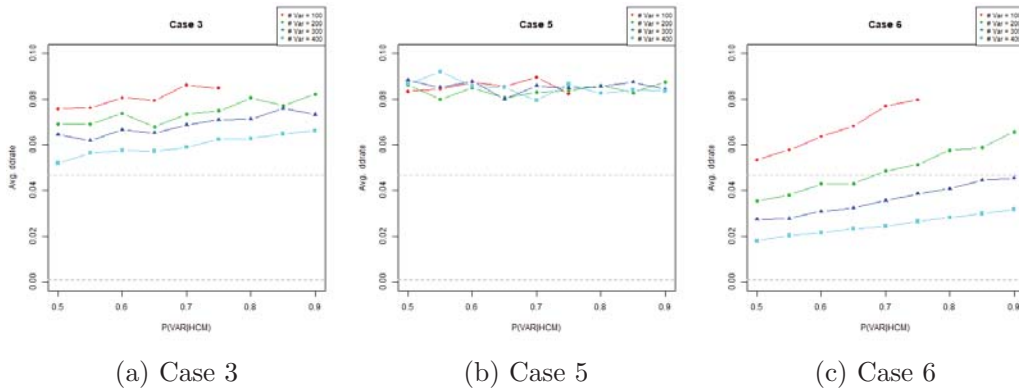 Case 3
# Var = 100
# Var = 200
# Var = 300
# Var = 400
Avg. ddrate
0.10
0.08
0.06
0.04
0.02
0.00
0.5 0.6 0.7 0.8 0.9
P(VAR|HCM)
(a) Case 3
Case 5
# Var = 100
# Var = 200
# Var = 300
# Var = 400
Avg. ddrate
0.10
0.08
0.06
0.04
0.02
0.00
0.5 0.6 0.7 0.8 0.9
P(VAR|HCM)
(b) Case 5
Case 6
# Var = 100
# Var = 200
# Var = 300
# Var = 400
Avg. ddrate
0.10
0.08
0.06
0.04
0.02
0.00
0.5 0.6 0.7 0.8 0.9
P(VAR|HCM)
(c) Case 6